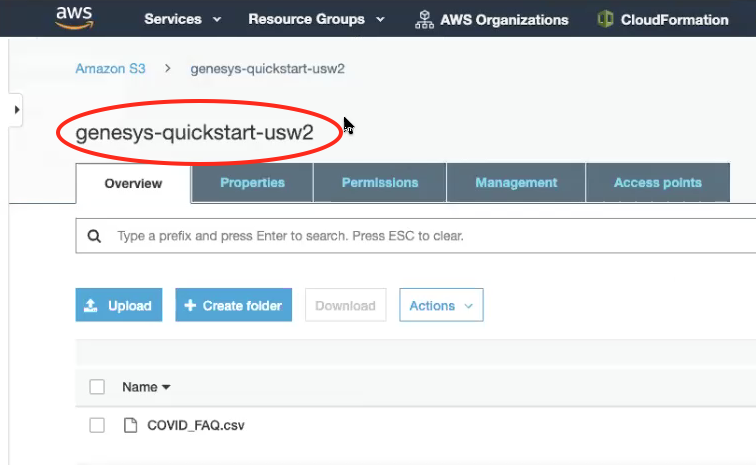 aws Services Resource Groups AWS Organizations CloudFormation
Amazon S3 > genesys-quickstart-usw2
genesys-quickstart-usw2
Overview Properties Permissions Management Access points
Type a prefix and press Enter to search. Press ESC to clear.
Upload + Create folder Download Actions
Name
COVID_FAQ.csv